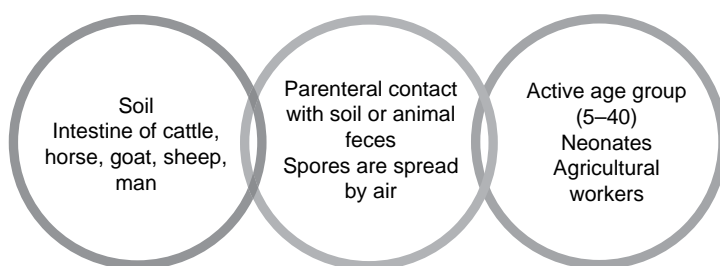 Soil
Intestine of cattle,
horse, goat, sheep,
man
Parenteral contact
with soil or animal
feces
Spores are spread
by air
Active age group
(5–40)
Neonates
Agricultural
workers